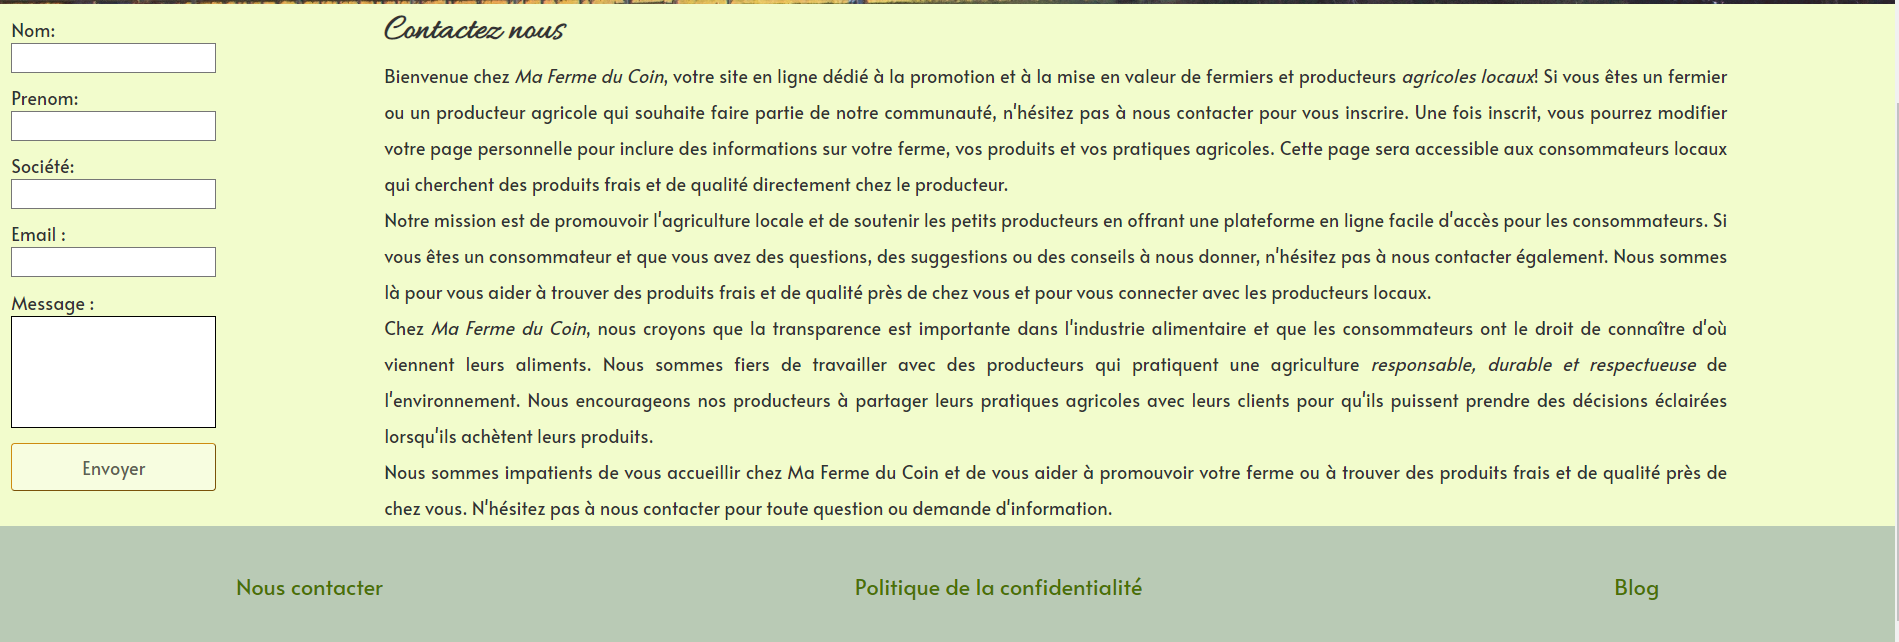 Nom:
Prenom:
Société:
Email :
Message :
Envoyer
Contactez nous
Bienvenue chez Ma Ferme du Coin, votre site en ligne dédié à la promotion et à la mise en valeur de fermiers et producteurs agricoles locaux! Si vous êtes un fermier
ou un producteur agricole qui souhaite faire partie de notre communauté, n'hésitez pas à nous contacter pour vous inscrire. Une fois inscrit, vous pourrez modifier
votre page personnelle pour inclure des informations sur votre ferme, vos produits et vos pratiques agricoles. Cette page sera accessible aux consommateurs locaux
qui cherchent des produits frais et de qualité directement chez le producteur.
Notre mission est de promouvoir l'agriculture locale et de soutenir les petits producteurs en offrant une plateforme en ligne facile d'accès pour les consommateurs. Si
vous êtes un consommateur et que vous avez des questions, des suggestions ou des conseils à nous donner, n'hésitez pas à nous contacter également. Nous sommes
là pour vous aider à trouver des produits frais et de qualité près de chez vous et pour vous connecter avec les producteurs locaux.
Chez Ma Ferme du Coin, nous croyons que la transparence est importante dans l'industrie alimentaire et que les consommateurs ont le droit de connaître d'où
viennent leurs aliments. Nous sommes fiers de travailler avec des producteurs qui pratiquent une agriculture responsable, durable et respectueuse de
l'environnement. Nous encourageons nos producteurs à partager leurs pratiques agricoles avec leurs clients pour qu'ils puissent prendre des décisions éclairées
lorsqu'ils achètent leurs produits.
Nous sommes impatients de vous accueillir chez Ma Ferme du Coin et de vous aider à promouvoir votre ferme ou à trouver des produits frais et de qualité près de
chez vous. N'hésitez pas à nous contacter pour toute question ou demande d'information.
Nous contacter
Politique de la confidentialité
Blog